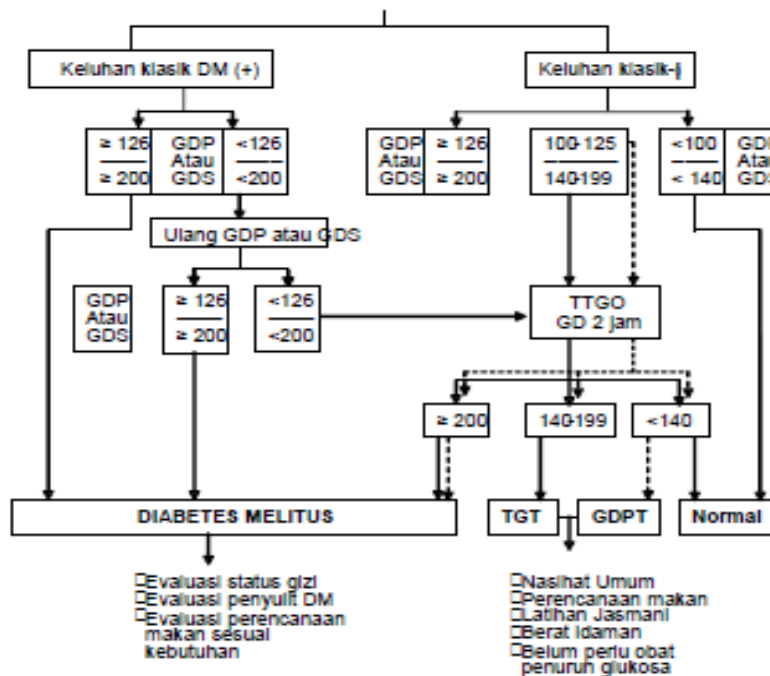 Keluhan klasik DM (+)
Keluhan klasik-
≥ 126
GDP
<126
Atau
≥ 200
GDS
<200
GDP
≥ 126
Atau
GDS
≥ 200
100-125
140-199
<100
GDP
Atau
< 140
GDS
Ulang GDP atau GDS
GDP
Atau
GDS
≥ 126
≥ 200
<126
<200
TTGO
GD 2 jam
≥ 200
140-199
<140
DIABETES MELITUS
TGT
GDPT
Normal
Evaluasi status gizi
Evaluasi penyulit DM
Evaluasi perencanaan
makan sesuai
kebutuhan
Nasihat Umum
Perencanaan makan
Latihan Jasmani
Berat Idaman
Belum perlu obat
penurun glukosa